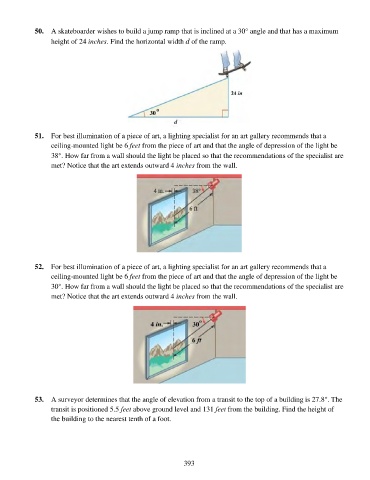 50. A skateboarder wishes to build a jump ramp that is inclined at a 30° angle and that has a maximum
height of 24 inches. Find the horizontal width d of the ramp.
24 in
30°
d
51. For best illumination of a piece of art, a lighting specialist for an art gallery recommends that a
ceiling-mounted light be 6 feet from the piece of art and that the angle of depression of the light be
38°. How far from a wall should the light be placed so that the recommendations of the specialist are
met? Notice that the art extends outward 4 inches from the wall.
4 in. 38°
6 ft
52. For best illumination of a piece of art, a lighting specialist for an art gallery recommends that a
ceiling-mounted light be 6 feet from the piece of art and that the angle of depression of the light be
30°. How far from a wall should the light be placed so that the recommendations of the specialist are
met? Notice that the art extends outward 4 inches from the wall.
4 in. 30°
6 ft
53. A surveyor determines that the angle of elevation from a transit to the top of a building is 27.8°. The
transit is positioned 5.5 feet above ground level and 131 feet from the building. Find the height of
the building to the nearest tenth of a foot.
393